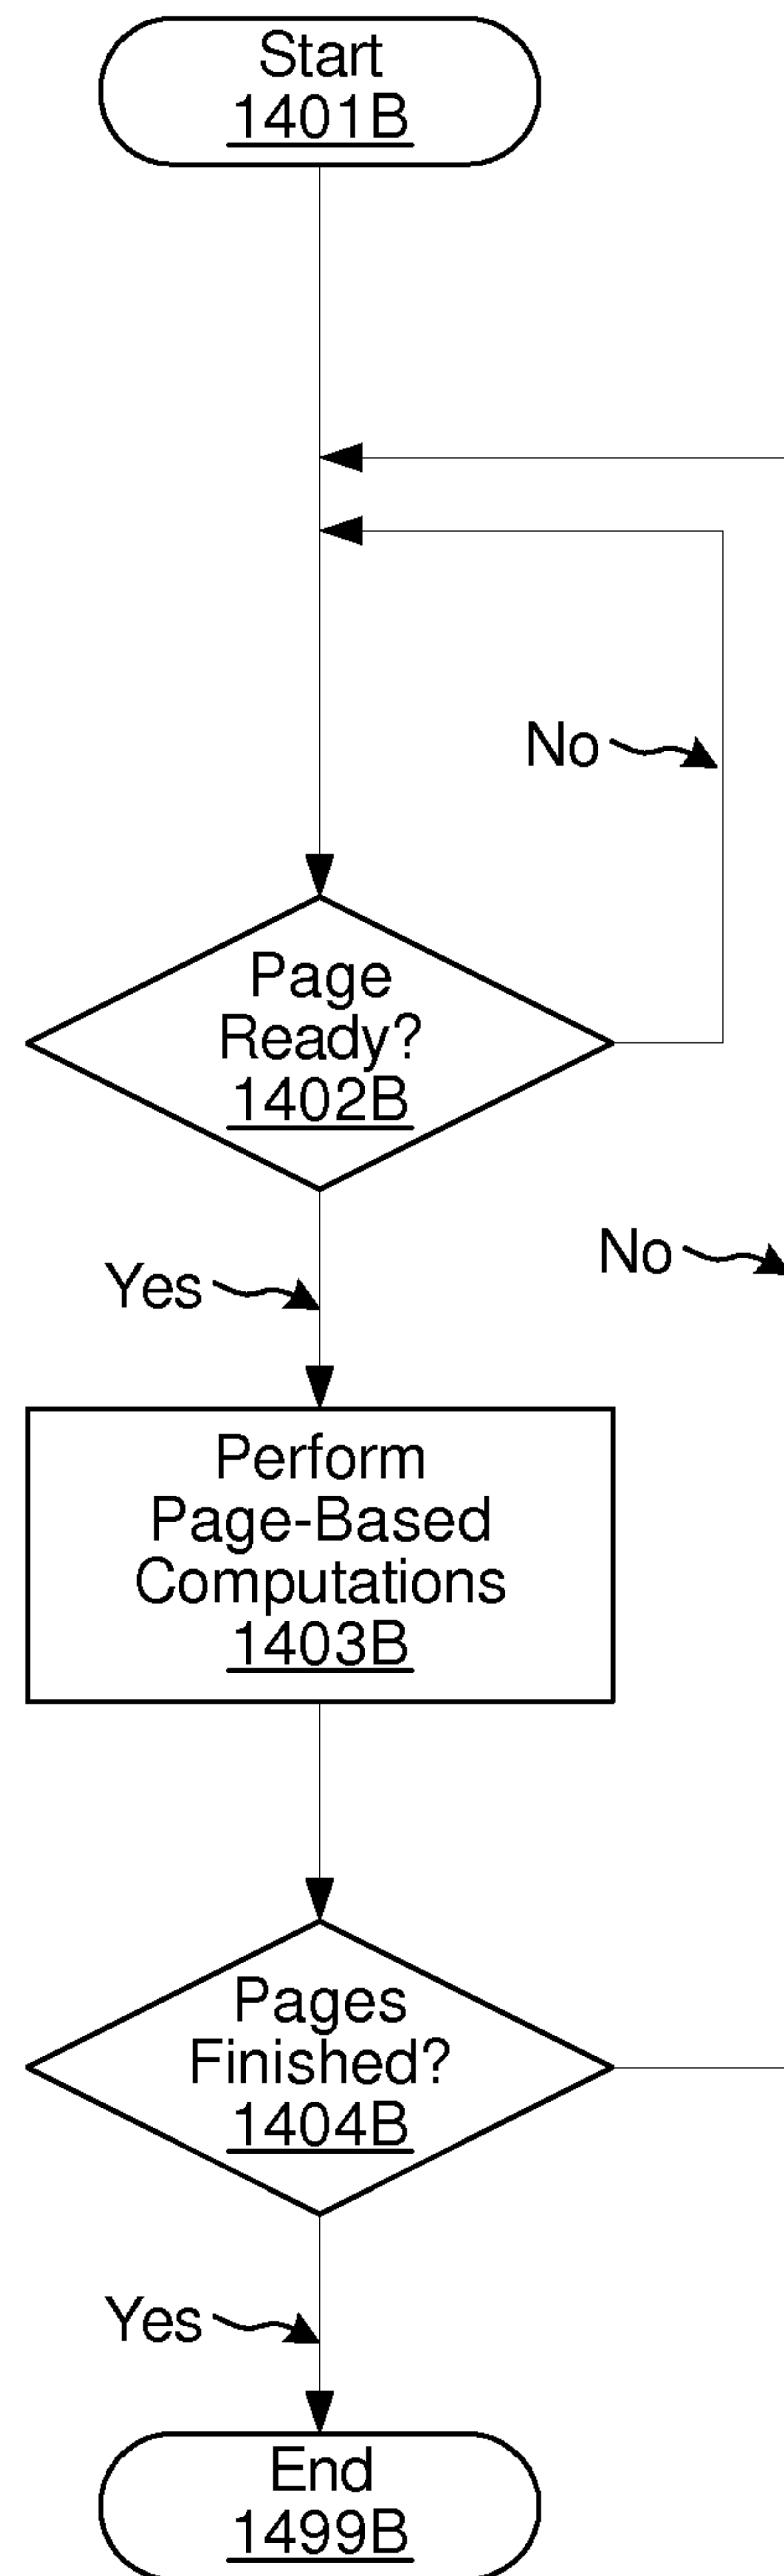 Start
1401B
No
Page
Ready?
1402B
No
Yes
Perform
Page-Based
Computations
1403B
Pages
Finished?
1404B
Yes
End
1499B